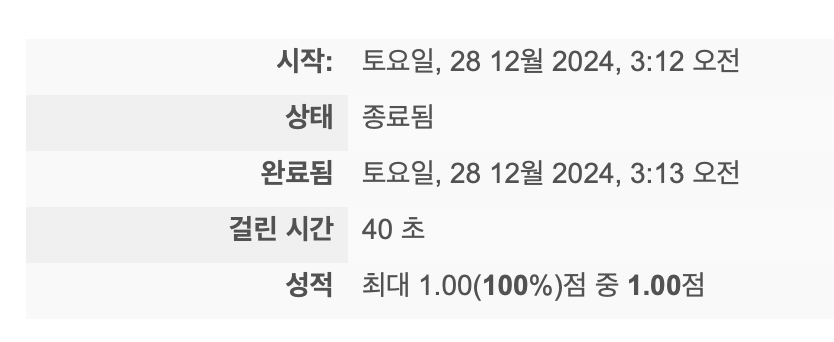 시작: 토요일, 28 12월 2024, 3:12 오전
상태 종료됨
완료됨 토요일, 28 12월 2024, 3:13 오전
걸린 시간 40 초
성적 최대 1.00(100%)점 중 1.00점